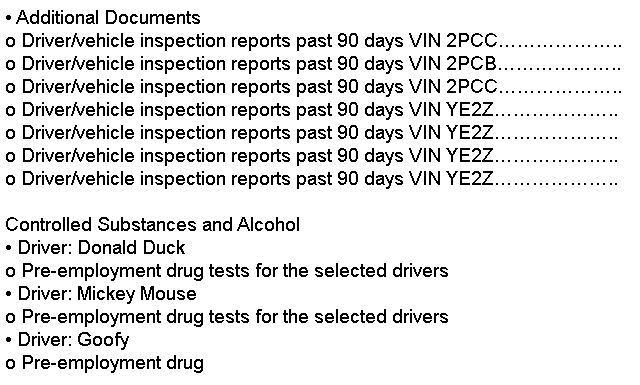 • Additional Documents
o Driver/vehicle inspection reports past 90 days VIN 2PCC…………………..
o Driver/vehicle inspection reports past 90 days VIN 2PCB…………………..
o Driver/vehicle inspection reports past 90 days VIN 2PCC…………………..
o Driver/vehicle inspection reports past 90 days VIN YE2Z…………………..
o Driver/vehicle inspection reports past 90 days VIN YE2Z…………………..
o Driver/vehicle inspection reports past 90 days VIN YE2Z…………………..
o Driver/vehicle inspection reports past 90 days VIN YE2Z…………………..
Controlled Substances and Alcohol
• Driver: Donald Duck
o Pre-employment drug tests for the selected drivers
• Driver: Mickey Mouse
o Pre-employment drug tests for the selected drivers
• Driver: Goofy
o Pre-employment drug